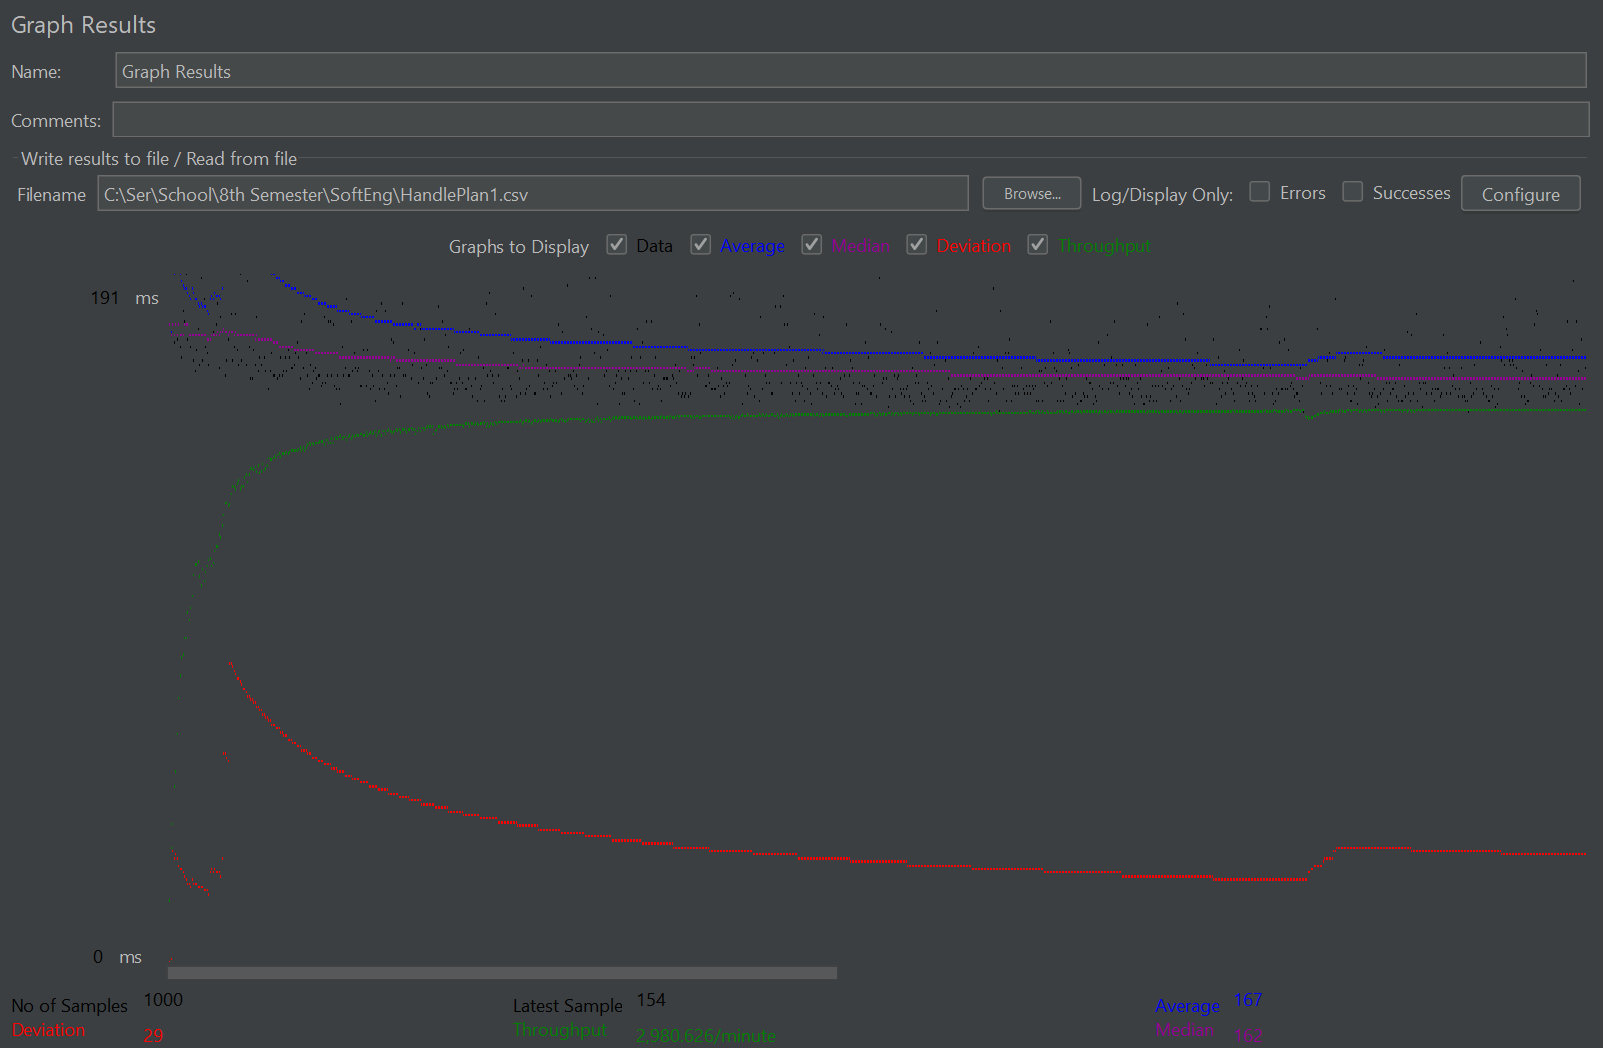 Graph Results
Name: Graph Results
Comments:
Write results to file / Read from file
Filename C:\Ser\School\8th Semester\SoftEng\HandlePlan1.csv Browse... Log/Display Only: Errors Successes Configure
Graphs to Display Data Average Median Deviation Throughput
191 ms
0 ms
No of Samples 1000 Latest Sample 154 Average 167
Deviation 29 Throughput 2,980.626/minute Median 162